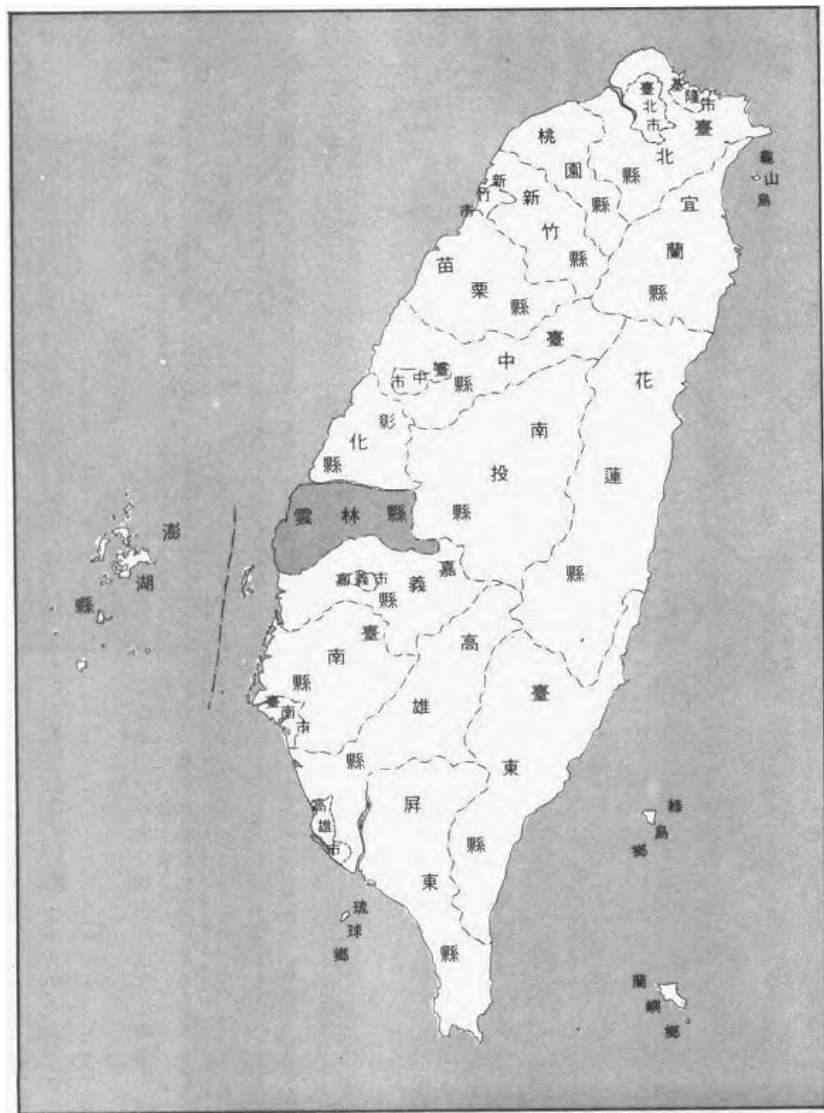 基隆市
臺北市
臺北縣
龜山島
桃園縣
新竹市
新竹縣
宜蘭縣
苗栗縣
臺中縣
臺中市
花蓮縣
彰化縣
南投縣
雲林縣
澎湖縣
嘉義市
嘉義縣
臺南縣
臺南市
高雄縣
臺東縣
高雄市
屏東縣
綠島鄉
琉球鄉
蘭嶼鄉